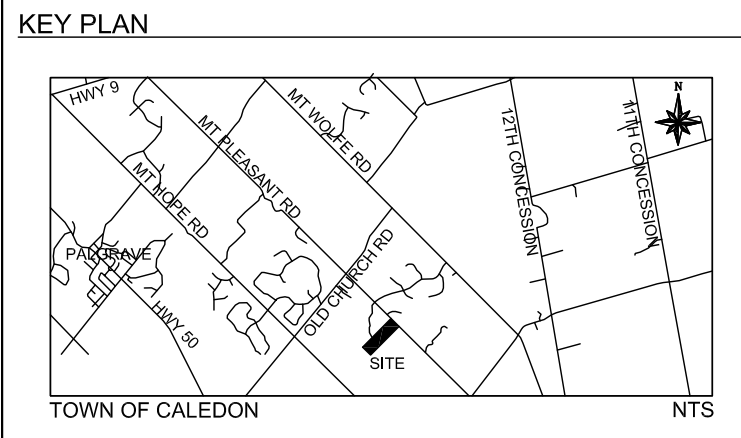 KEY PLAN
HWY 9
MT PLEASANT RD
MT WOLFE RD
12TH CONCESSION
11TH CONCESSION
N
MT HOPE RD
PALGRAVE
HWY 50
OLD CHURCH RD
SITE
TOWN OF CALEDON
NTS